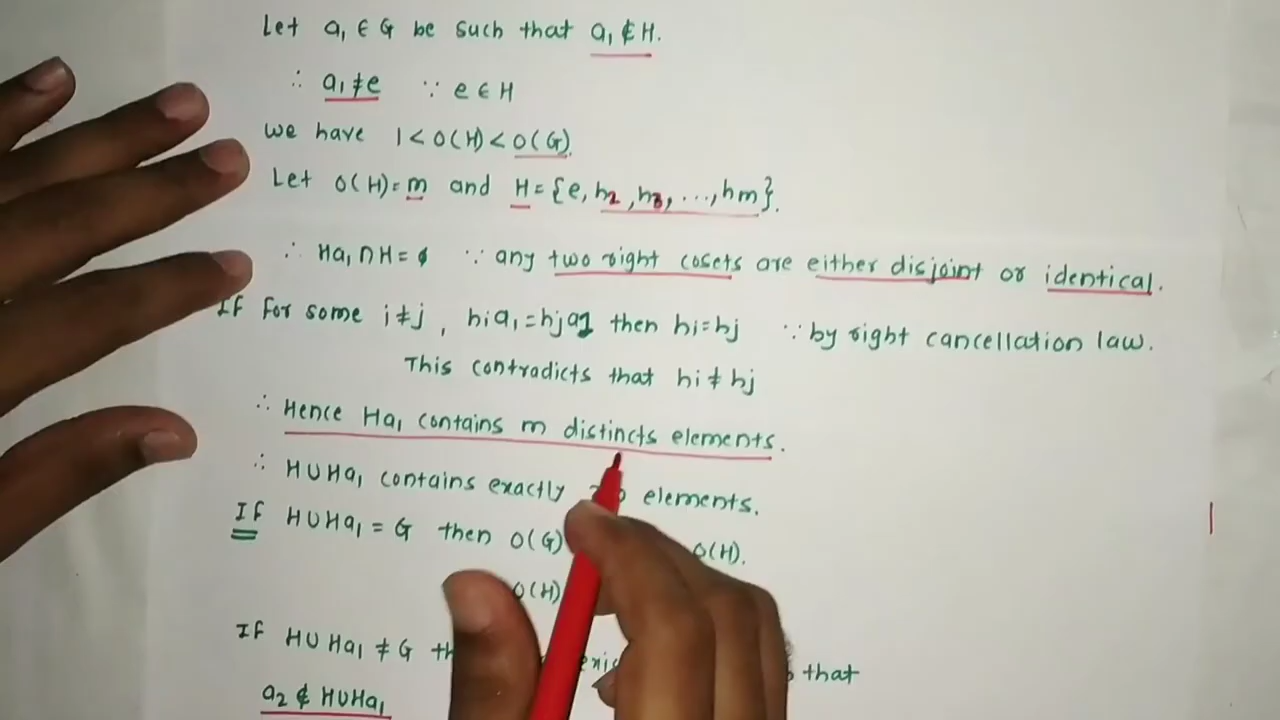 Let a₁ ∈ G be such that a₁ ∉ H.
∴ a₁ ≠ e ∵ e ∈ H
we have 1 < O(H) < O(G).
Let O(H) = m and H = {e, h₂, h₃, ..., hm}.
∴ Ha₁ ∩ H = ϕ ∵ any two right cosets are either disjoint or identical.
If for some i ≠ j, hia₁ = hja1 then hi = hj ∵ by right cancellation law.
This contradicts that hi ≠ hj
∴ Hence Ha₁ contains m distincts elements.
∴ H∪Ha₁ contains exactly elements.
If H∪Ha₁ = G then O(G) O(H).
O(H)
If H∪Ha₁ ≠ G that
a₂ ∉ H∪Ha₁